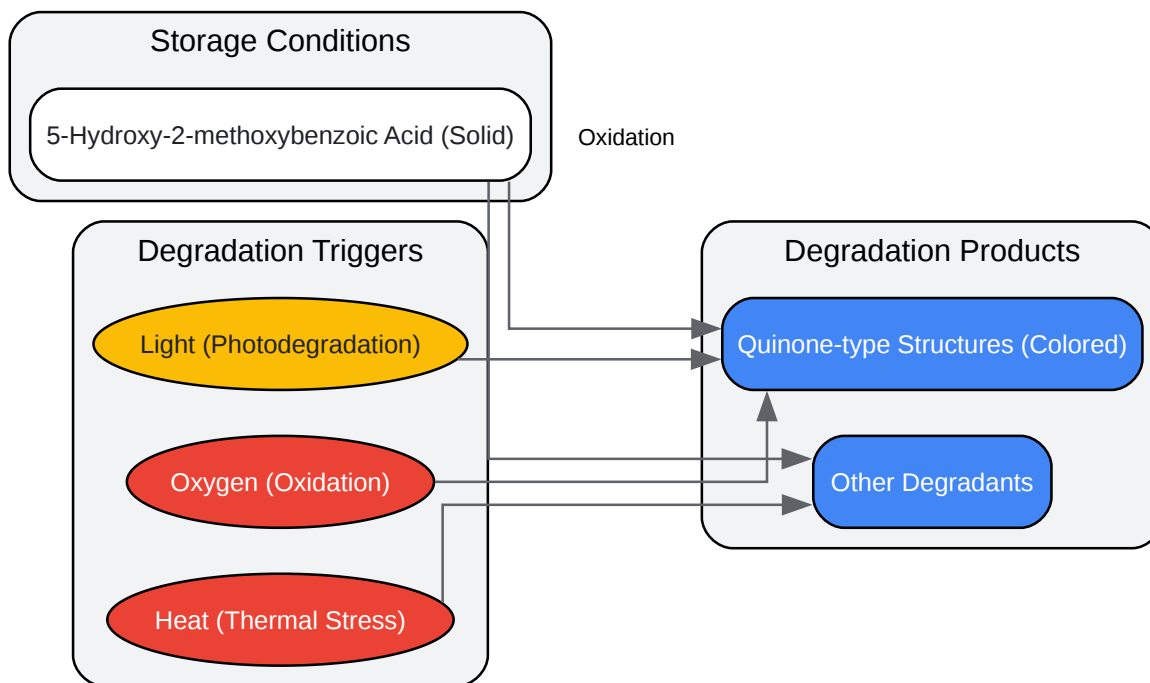 Storage Conditions
5-Hydroxy-2-methoxybenzoic Acid (Solid)
Oxidation
Degradation Triggers
Light (Photodegradation)
Oxygen (Oxidation)
Heat (Thermal Stress)
Degradation Products
Quinone-type Structures (Colored)
Other Degradants